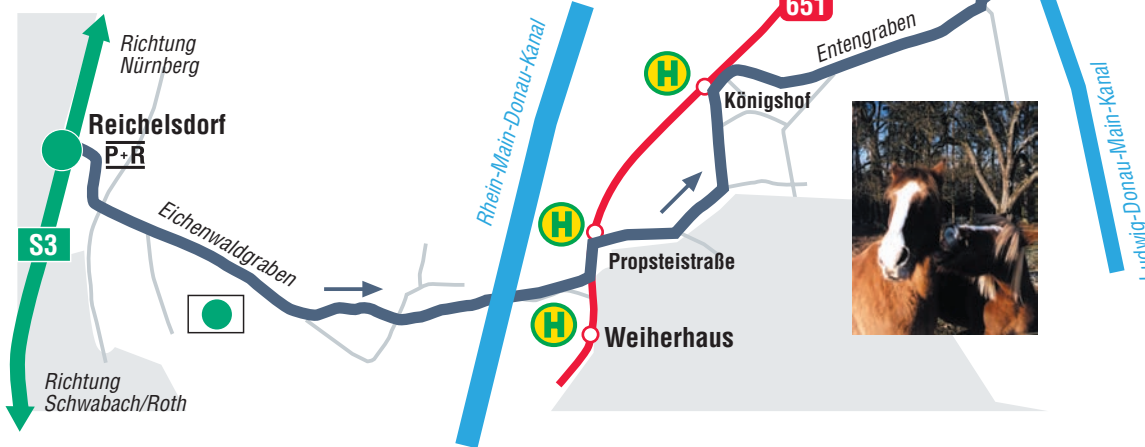 651
Richtung
Nürnberg
Entengraben
H
Königshof
Reichelsdorf
P+R
Rhein-Main-Donau-Kanal
Ludwig-Donau-Main-Kanal
Eichenwaldgraben
H
S3
Propsteistraße
H
Weiherhaus
Richtung
Schwabach/Roth